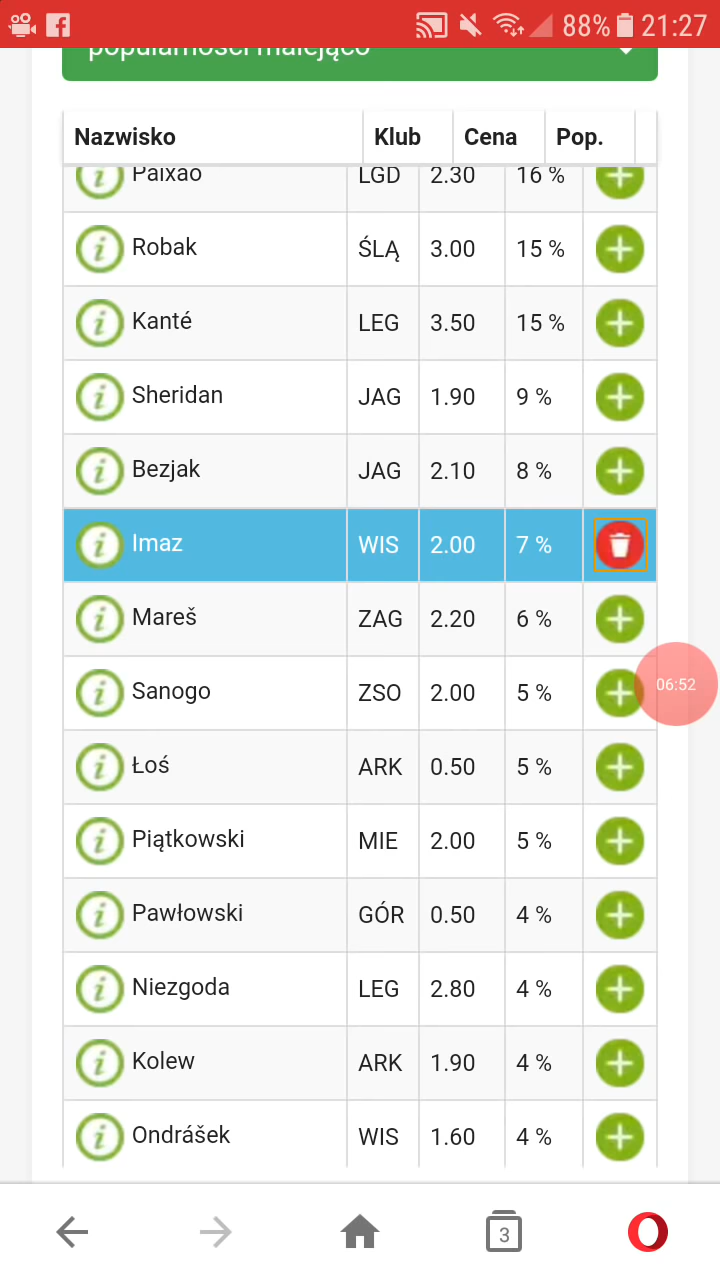 88% 21:27
popularności malejąco
Nazwisko Klub Cena Pop.
Paixao LGD 2.30 16 %
Robak ŚLĄ 3.00 15 %
Kanté LEG 3.50 15 %
Sheridan JAG 1.90 9 %
Bezjak JAG 2.10 8 %
Imaz WIS 2.00 7 %
Mareš ZAG 2.20 6 %
Sanogo ZSO 2.00 5 %
06:52
Łoś ARK 0.50 5 %
Piątkowski MIE 2.00 5 %
Pawłowski GÓR 0.50 4 %
Niezgoda LEG 2.80 4 %
Kolew ARK 1.90 4 %
Ondrášek WIS 1.60 4 %
3